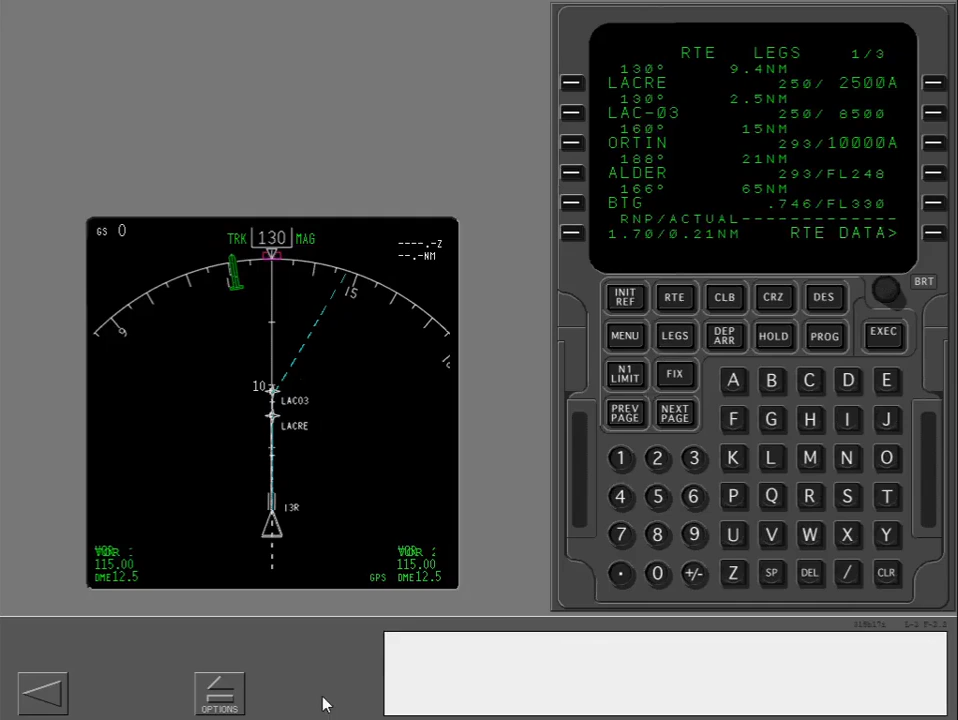 RTE LEGS 1/3
130° 9.4NM
LACRE 250/ 2500A
130° 2.5NM
LAC-03 250/ 8500
160° 15NM
ORTIN 293/10000A
188° 21NM
ALDER 293/FL248
166° 65NM
BTG .746/FL330
RNP/ACTUAL-------------
1.70/0.21NM RTE DATA>
BRT
INIT REF RTE CLB CRZ DES
MENU LEGS DEP ARR HOLD PROG EXEC
N1 LIMIT FIX
PREV PAGE NEXT PAGE
A B C D E
F G H I J
1 2 3 K L M N O
4 5 6 P Q R S T
7 8 9 U V W X Y
. 0 +/- Z SP DEL / CLR
GS 0
TRK 130 MAG
----.-Z
--.-NM
9 15
10
LAC03
LACRE
13R
115.00
DME12.5
115.00
GPS DME12.5
OPTIONS